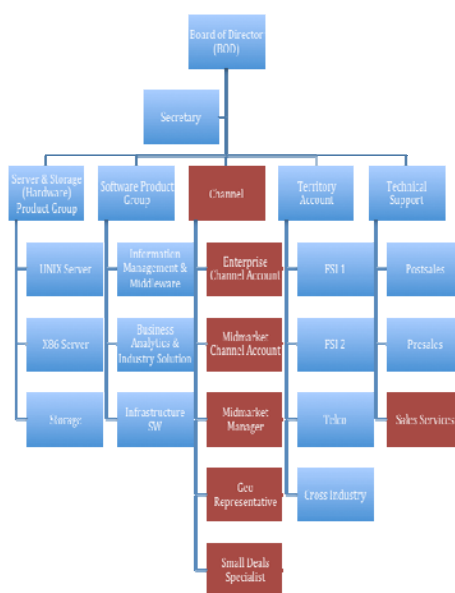 Board of Director
(BOD)
Secretary
Server & Storage
(Hardware)
Product Group
Software Product
Group
Channel
Territory
Account
Technical
Support
UNIX Server
Information
Management &
Middleware
Enterprise
Channel Account
FSI 1
Postsales
X86 Server
Business
Analytics &
Industry Solution
Midmarket
Channel Account
FSI 2
Presales
Storage
Infrastructure
SW
Midmarket
Manager
Telco
Sales Services
Geo
Representative
Cross Industry
Small Deals
Specialist